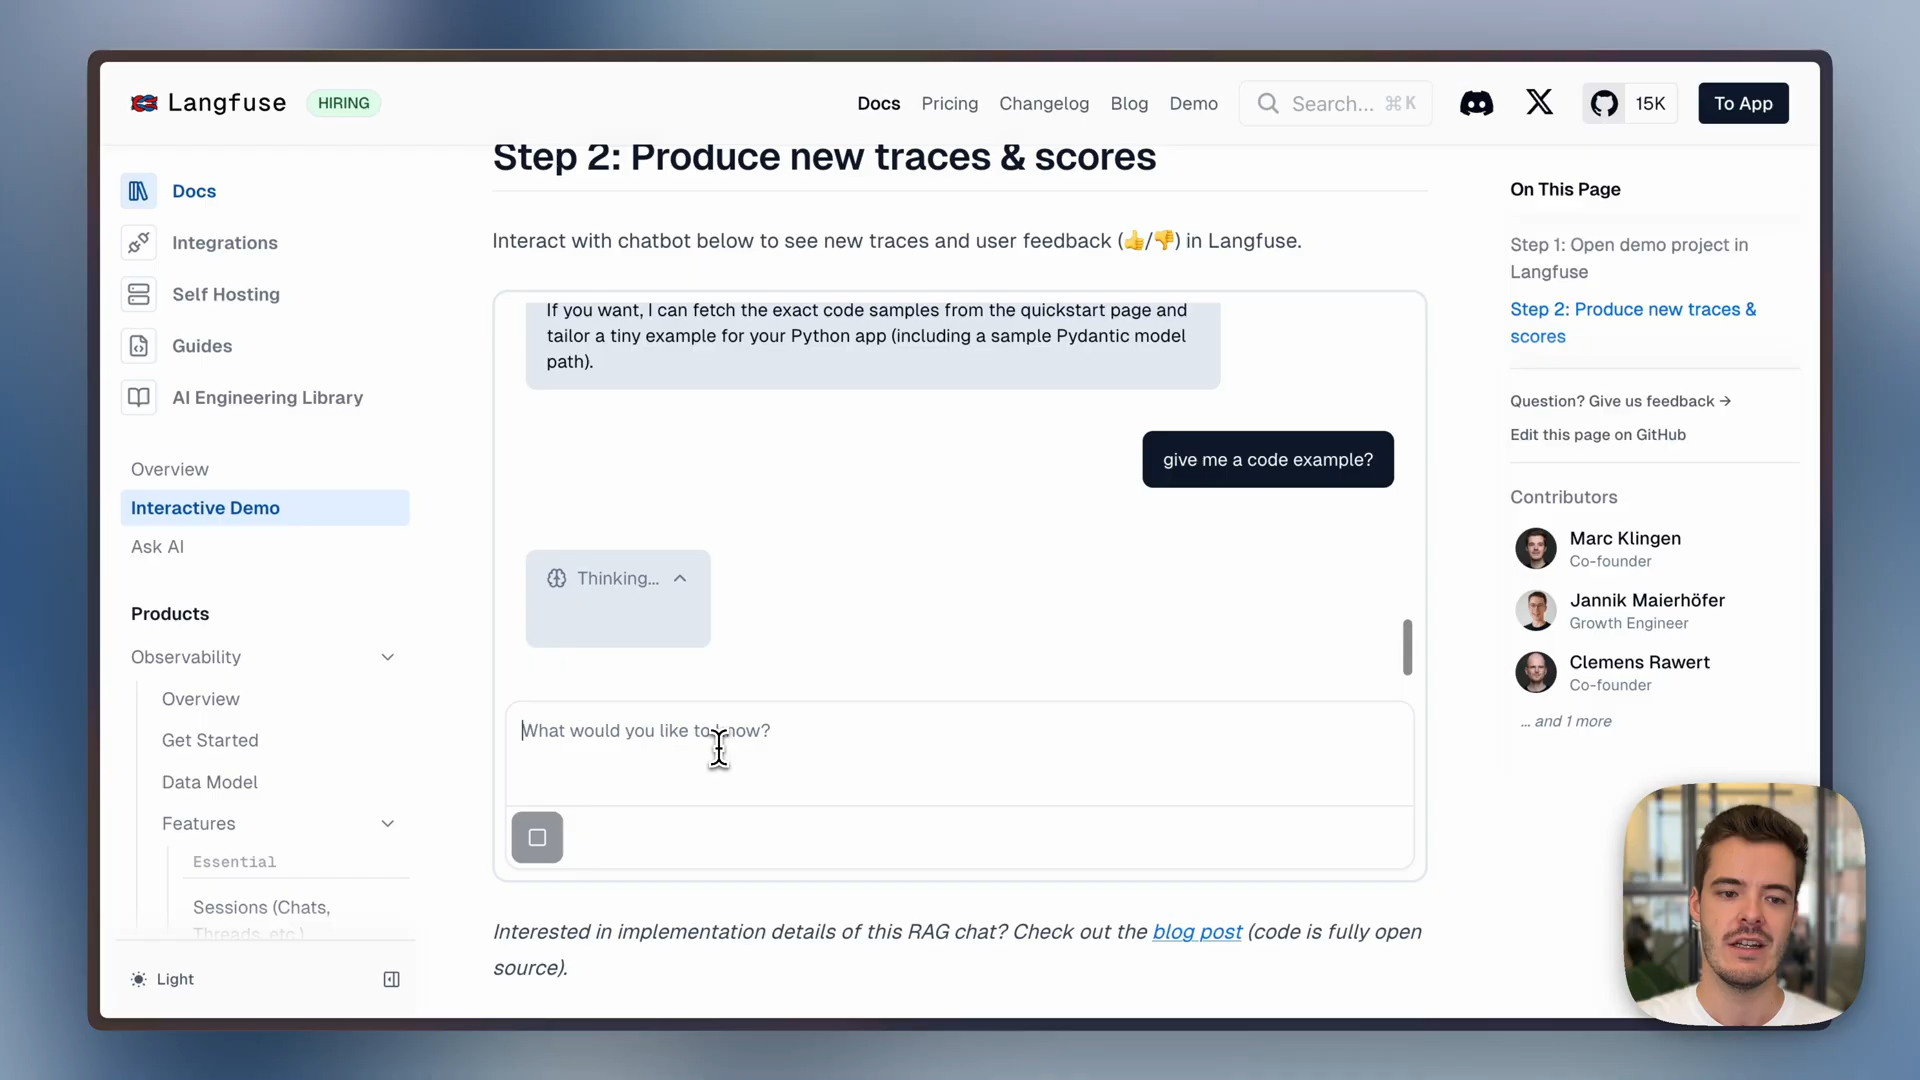 Langfuse HIRING
Docs Pricing Changelog Blog Demo Search... ⌘K 15K To App
Docs
Integrations
Self Hosting
Guides
AI Engineering Library
Overview
Interactive Demo
Ask AI
Products
Observability
Overview
Get Started
Data Model
Features
Essential
Sessions (Chats,
Threads, etc.)
Light
Step 2: Produce new traces & scores
Interact with chatbot below to see new traces and user feedback (👍/👎) in Langfuse.
If you want, I can fetch the exact code samples from the quickstart page and
tailor a tiny example for your Python app (including a sample Pydantic model
path).
give me a code example?
Thinking...
What would you like to know?
Interested in implementation details of this RAG chat? Check out the blog post (code is fully open
source).
On This Page
Step 1: Open demo project in
Langfuse
Step 2: Produce new traces &
scores
Question? Give us feedback →
Edit this page on GitHub
Contributors
Marc Klingen
Co-founder
Jannik Maierhöfer
Growth Engineer
Clemens Rawert
Co-founder
... and 1 more